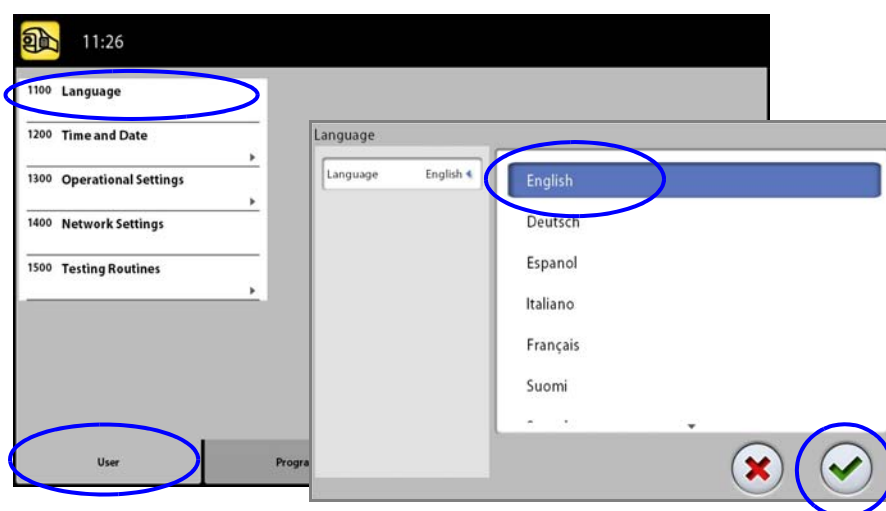 11:26
1100 Language
1200 Time and Date
1300 Operational Settings
1400 Network Settings
1500 Testing Routines
User
Progra
Language
Language English
English
Deutsch
Espanol
Italiano
Français
Suomi